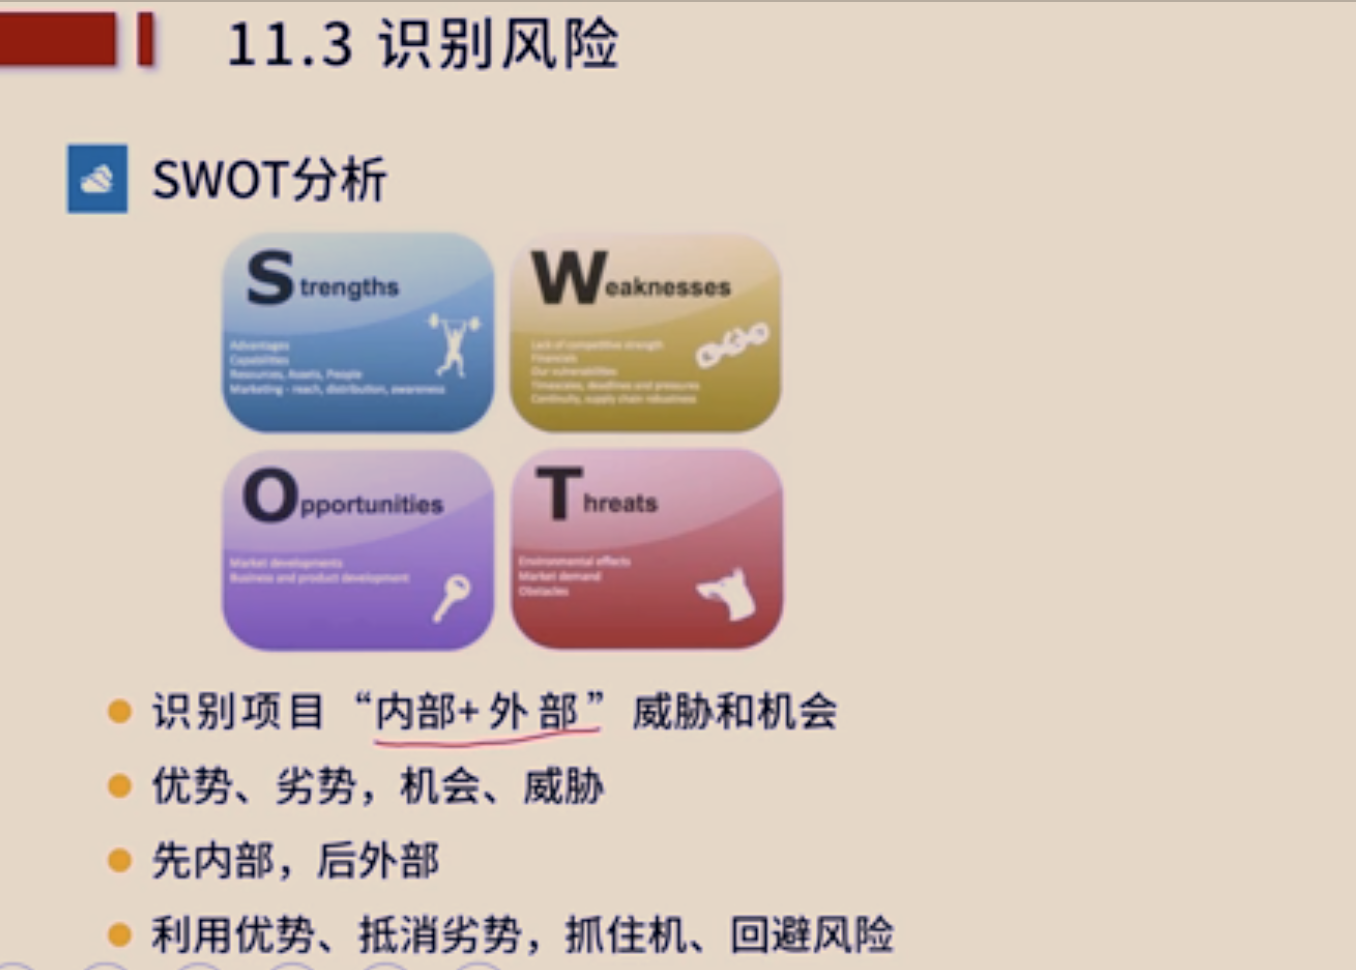 11.3 识别风险
SWOT分析
Strengths
Advantages
Capabilities
Resources, Assets, People
Marketing - reach, distribution, awareness
Weaknesses
Lack of competitive strength
Financials
Our vulnerabilities
Timescales, deadlines and pressures
Continuity, supply chain robustness
Opportunities
Market developments
Business and product development
Threats
Environmental effects
Market demand
Obstacles
识别项目“内部+外部”威胁和机会
优势、劣势，机会、威胁
先内部，后外部
利用优势、抵消劣势，抓住机、回避风险